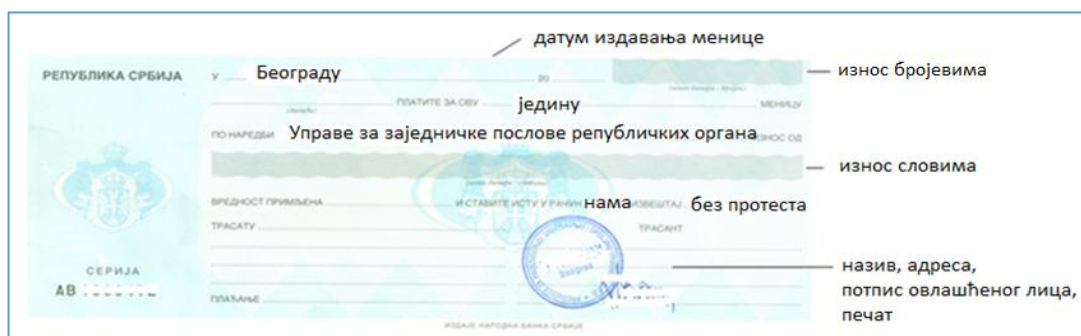 датум издавања менице
РЕПУБЛИКА СРБИЈА у Београду 20 износ бројевима
ПЛАТИТЕ ЗА ОВУ једину МЕНИЦУ
ПО НАРЕДБИ Управе за заједничке послове републичких органа ИЗНОС ОД
износ словима
ВРЕДНОСТ ПРИМЉЕНА И СТАВИТЕ ИСТУ У РАЧУН нама ИЗВЕШТАЈ без протеста
ТРАСАТУ ТРАСАНТ
СЕРИЈА
АВ
назив, адреса,
потпис овлашћеног лица,
печат
ПЛАЋАЊЕ
ИЗДАЈЕ НАРОДНА БАНКА СРБИЈЕ